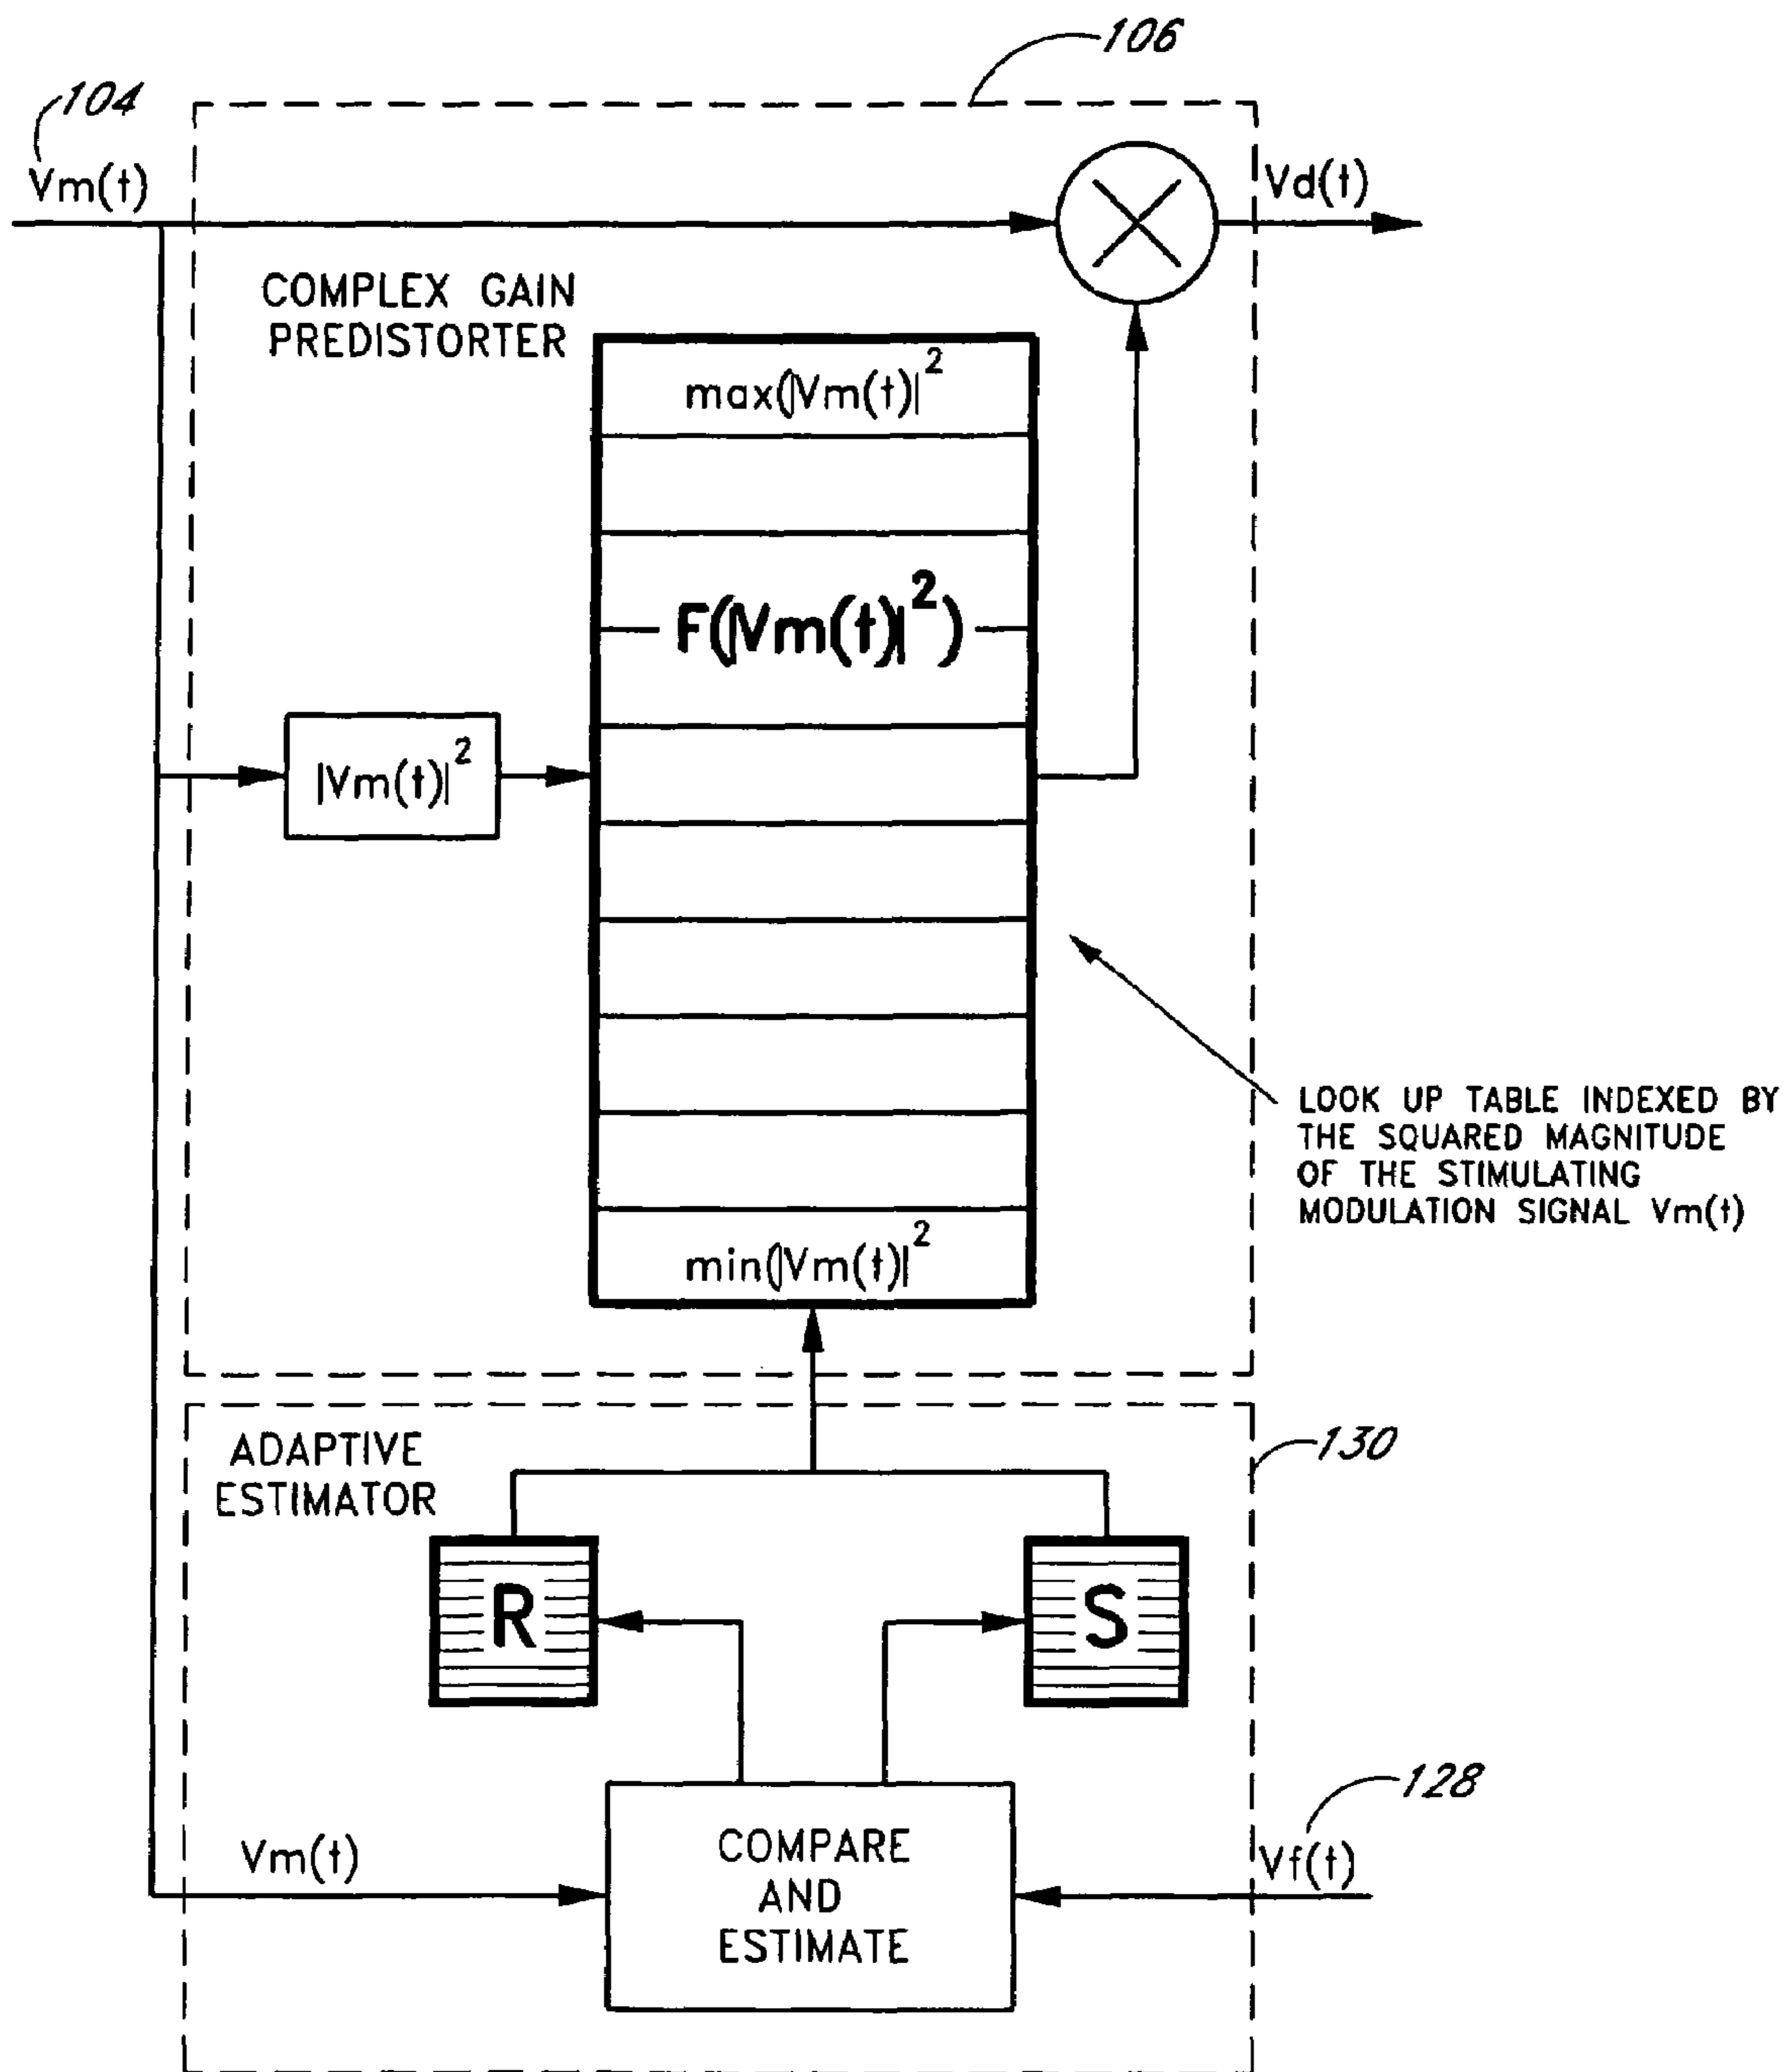 106
104
Vm(t)
Vd(t)
COMPLEX GAIN
PREDISTORTER
max(|Vm(t)|²
F(|Vm(t)|²)
|Vm(t)|²
LOOK UP TABLE INDEXED BY
THE SQUARED MAGNITUDE
OF THE STIMULATING
MODULATION SIGNAL Vm(t)
min(|Vm(t)|²
ADAPTIVE
ESTIMATOR
130
R
S
128
Vm(t)
COMPARE
AND
ESTIMATE
Vf(t)